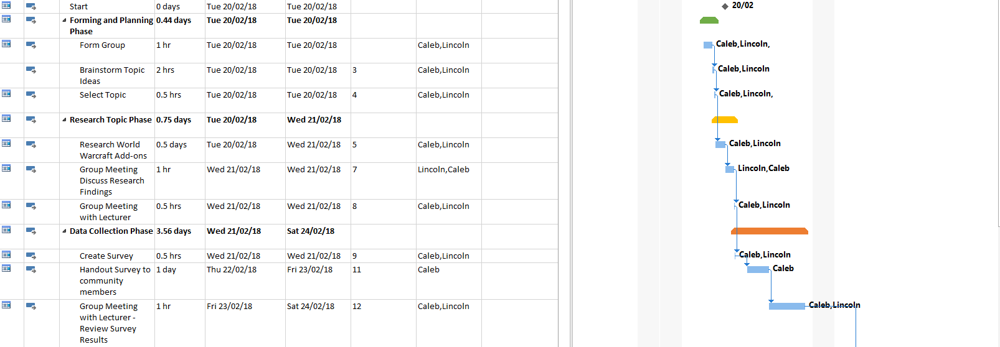 Start 0 days Tue 20/02/18 Tue 20/02/18
20/02
Forming and Planning 0.44 days Tue 20/02/18 Tue 20/02/18
Phase
Form Group 1 hr Tue 20/02/18 Tue 20/02/18 Caleb,Lincoln
Caleb,Lincoln,
Brainstorm Topic 2 hrs Tue 20/02/18 Tue 20/02/18 3 Caleb,Lincoln
Ideas
Caleb,Lincoln
Select Topic 0.5 hrs Tue 20/02/18 Tue 20/02/18 4 Caleb,Lincoln
Caleb,Lincoln,
Research Topic Phase 0.75 days Tue 20/02/18 Wed 21/02/18
Research World 0.5 days Tue 20/02/18 Wed 21/02/18 5 Caleb,Lincoln
Warcraft Add-ons
Caleb,Lincoln
Group Meeting 1 hr Wed 21/02/18 Wed 21/02/18 7 Lincoln,Caleb
Discuss Research
Findings
Lincoln,Caleb
Group Meeting 0.5 hrs Wed 21/02/18 Wed 21/02/18 8 Caleb,Lincoln
with Lecturer
Caleb,Lincoln
Data Collection Phase 3.56 days Wed 21/02/18 Sat 24/02/18
Create Survey 0.5 hrs Wed 21/02/18 Wed 21/02/18 9 Caleb,Lincoln
Caleb,Lincoln
Handout Survey to 1 day Thu 22/02/18 Fri 23/02/18 11 Caleb
community
members
Caleb
Group Meeting 1 hr Fri 23/02/18 Sat 24/02/18 12 Caleb,Lincoln
with Lecturer -
Review Survey
Results
Caleb,Lincoln